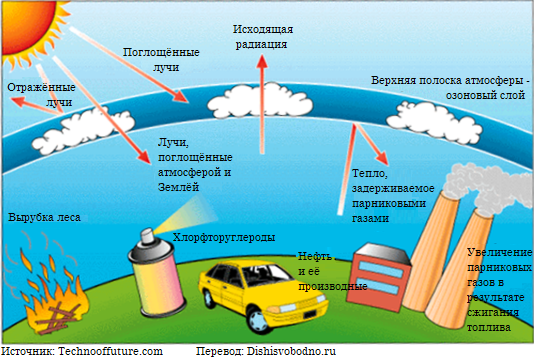 Исходящая
радиация
Поглощённые
лучи
Верхняя полоска атмосферы -
озоновый слой
Отражённые
лучи
Лучи,
поглощённые
атмосферой и
Землёй
Тепло,
задерживаемое
парниковыми
газами
Вырубка леса
Хлорфторуглероды
Нефть
и её
производные
Увеличение
парниковых
газов в
результате
сжигания
топлива
Источник: Technooffuture.com Перевод: Dishisvobodno.ru